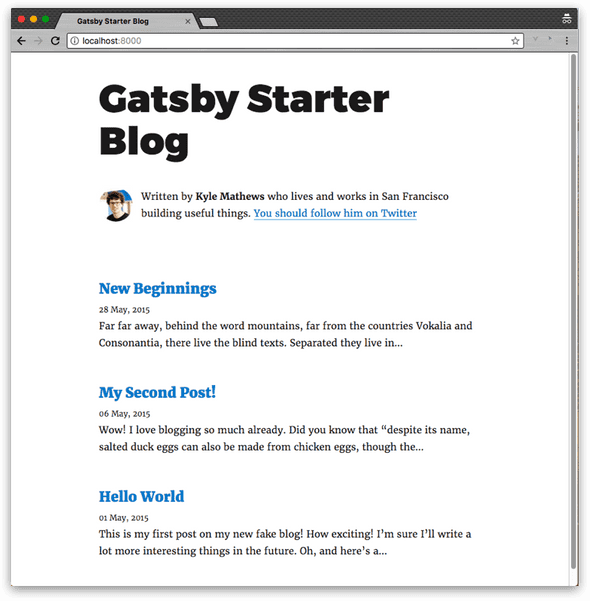 Gatsby Starter Blog
localhost:8000
Gatsby Starter
Blog
Written by Kyle Mathews who lives and works in San Francisco
building useful things. You should follow him on Twitter
New Beginnings
28 May, 2015
Far far away, behind the word mountains, far from the countries Vokalia and
Consonantia, there live the blind texts. Separated they live in…
My Second Post!
06 May, 2015
Wow! I love blogging so much already. Did you know that “despite its name,
salted duck eggs can also be made from chicken eggs, though the…
Hello World
01 May, 2015
This is my first post on my new fake blog! How exciting! I’m sure I’ll write a
lot more interesting things in the future. Oh, and here’s a…